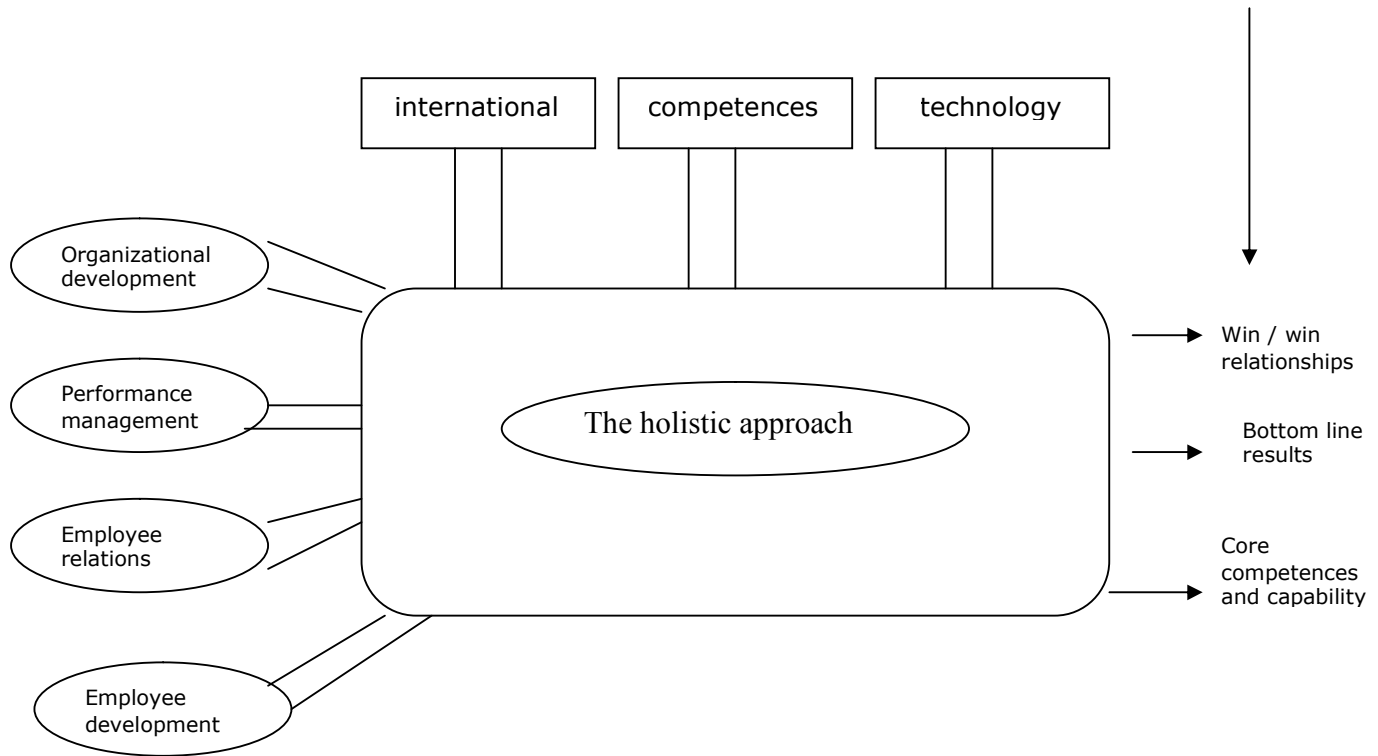 international
competences
technology
Organizational
development
Performance
management
Employee
relations
Employee
development
The holistic approach
Win / win
relationships
Bottom line
results
Core
competences
and capability